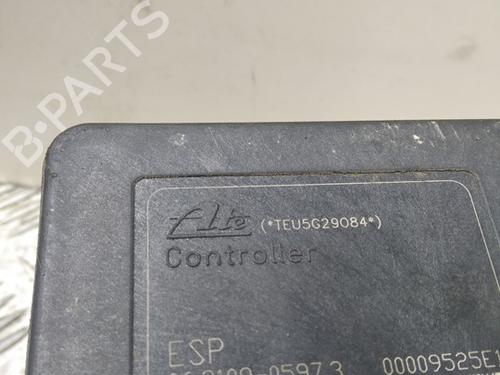 B-PARTS
Ate (*TEU5G29084*)
Controller
ESP
00009525E1